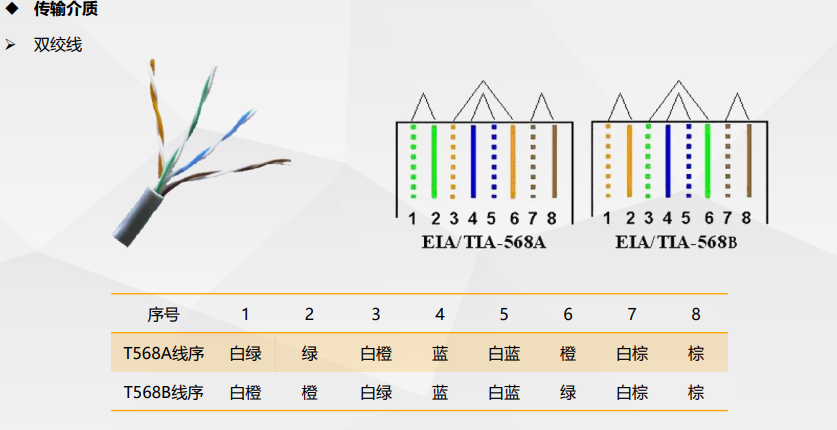 ◆ 传输介质
➢ 双绞线
1 2 3 4 5 6 7 8
EIA/TIA-568A
1 2 3 4 5 6 7 8
EIA/TIA-568B
序号 1 2 3 4 5 6 7 8
T568A线序 白绿 绿 白橙 蓝 白蓝 橙 白棕 棕
T568B线序 白橙 橙 白绿 蓝 白蓝 绿 白棕 棕